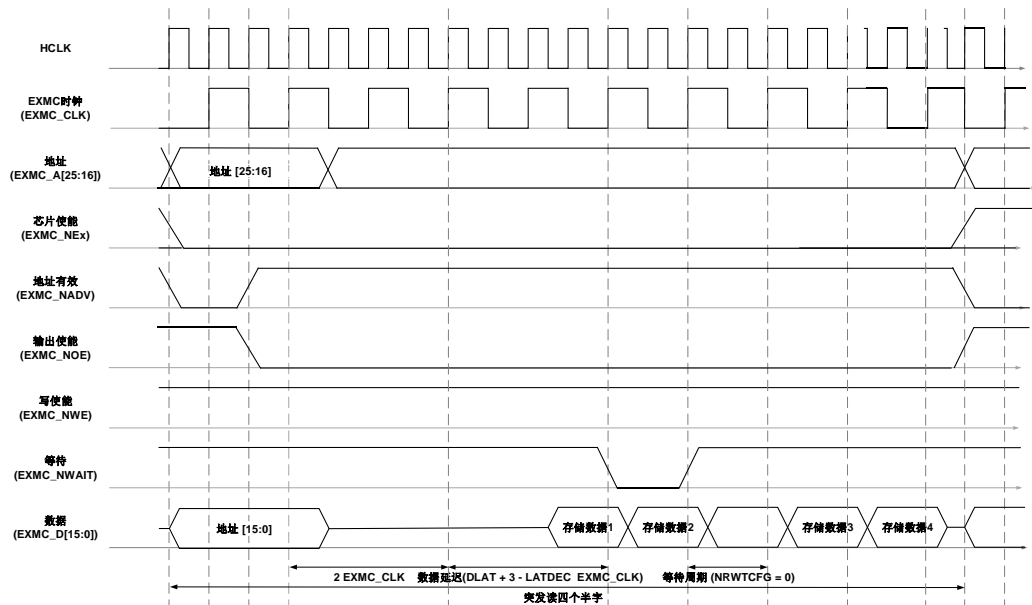 HCLK
EXMC时钟
(EXMC_CLK)
地址
(EXMC_A[25:16])
地址 [25:16]
芯片使能
(EXMC_NEx)
地址有效
(EXMC_NADV)
输出使能
(EXMC_NOE)
写使能
(EXMC_NWE)
等待
(EXMC_NWAIT)
数据
(EXMC_D[15:0])
地址 [15:0]
存储数据1
存储数据2
存储数据3
存储数据4
2 EXMC_CLK
数据延迟(DLAT + 3 - LATDEC EXMC_CLK)
等待周期 (NRWTCFG = 0)
突发读四个半字